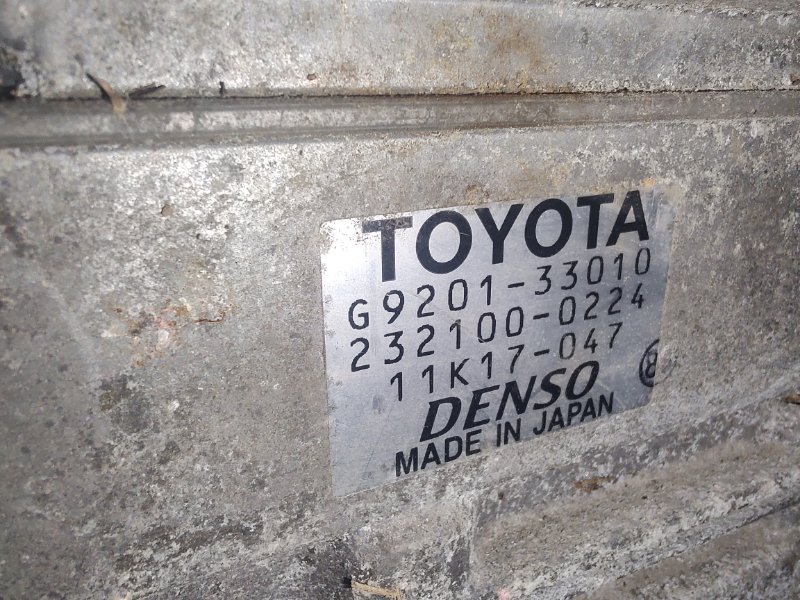 TOYOTA
G9201-33010
232100-0224
11K17-047
DENSO
MADE IN JAPAN